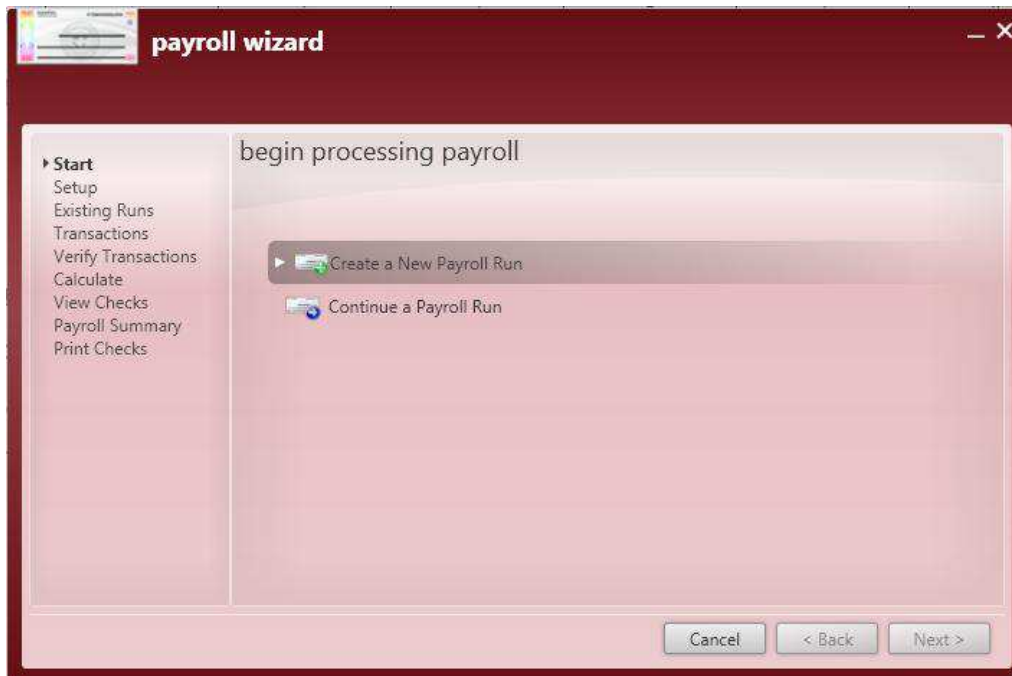 payroll wizard
Start
Setup
Existing Runs
Transactions
Verify Transactions
Calculate
View Checks
Payroll Summary
Print Checks
begin processing payroll
Create a New Payroll Run
Continue a Payroll Run
Cancel
< Back
Next >